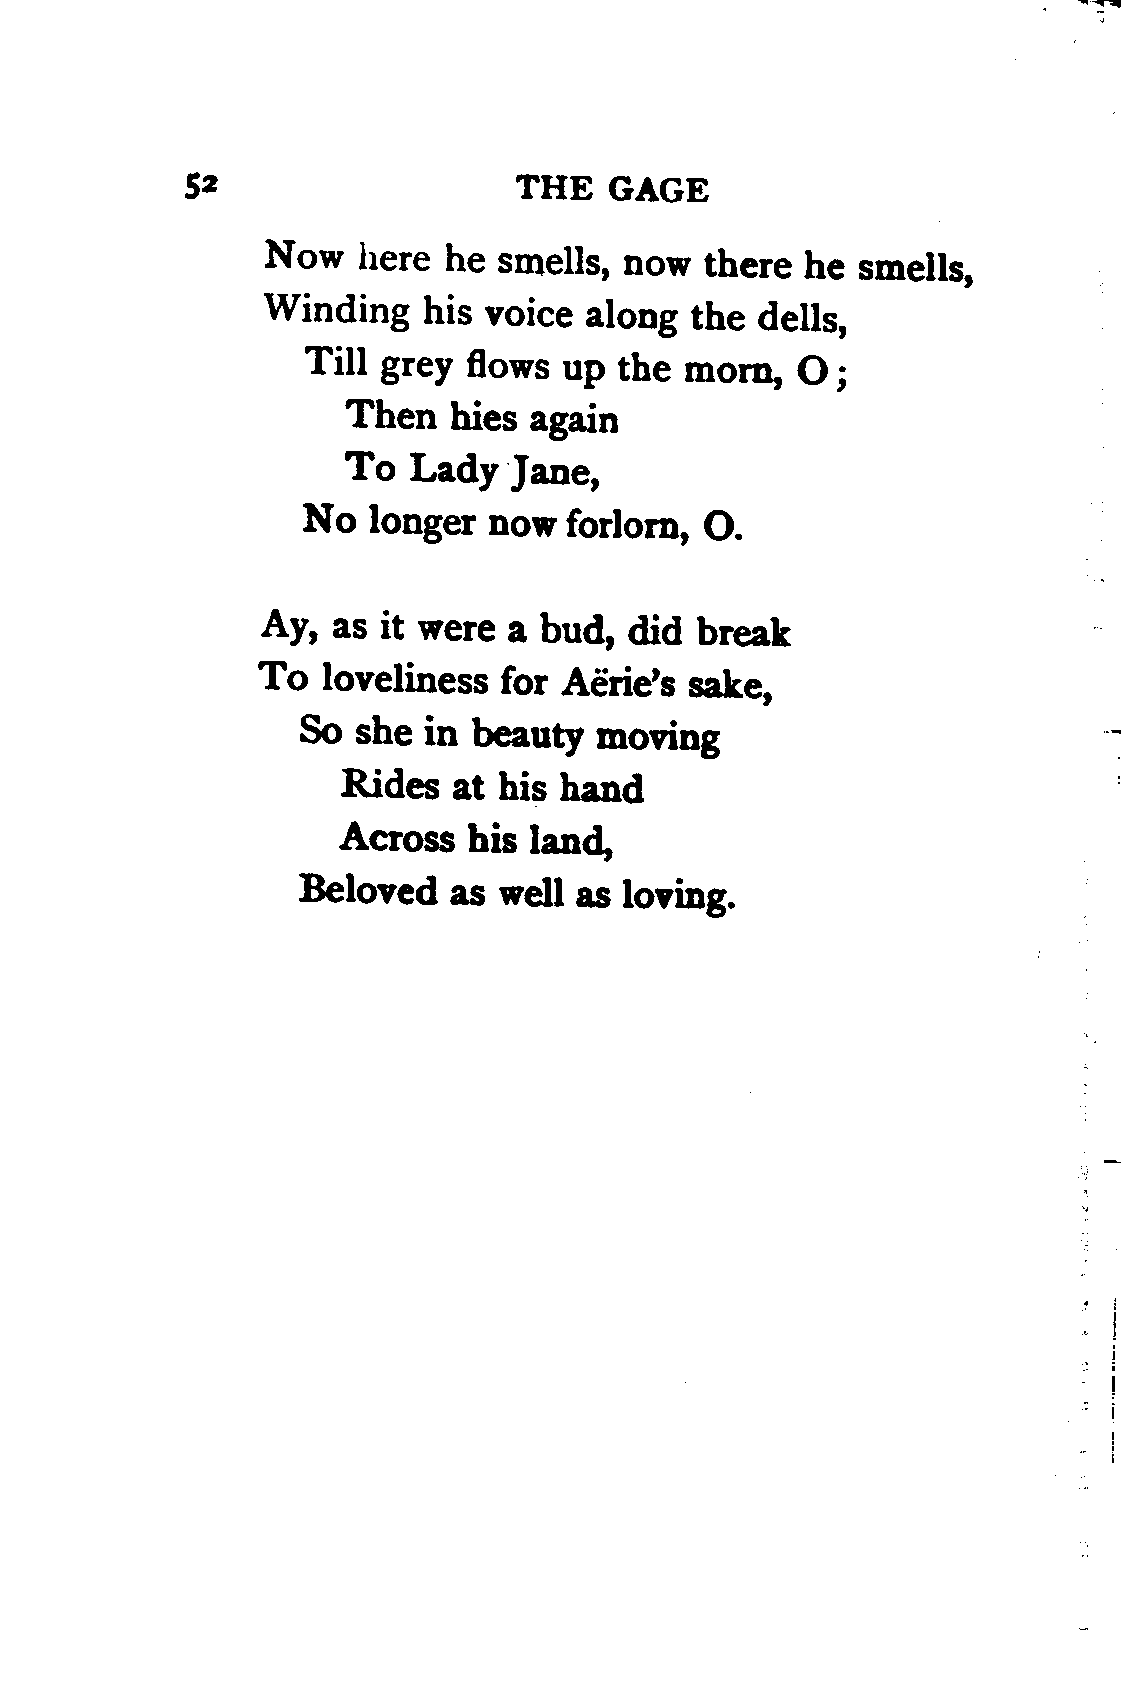 52 THE GAGE
Now here he smells, now there he smells,
Winding his voice along the dells,
Till grey flows up the morn, O;
Then hies again
To Lady Jane,
No longer now forlorn, O.
Ay, as it were a bud, did break
To loveliness for Aërie's sake,
So she in beauty moving
Rides at his hand
Across his land,
Beloved as well as loving.